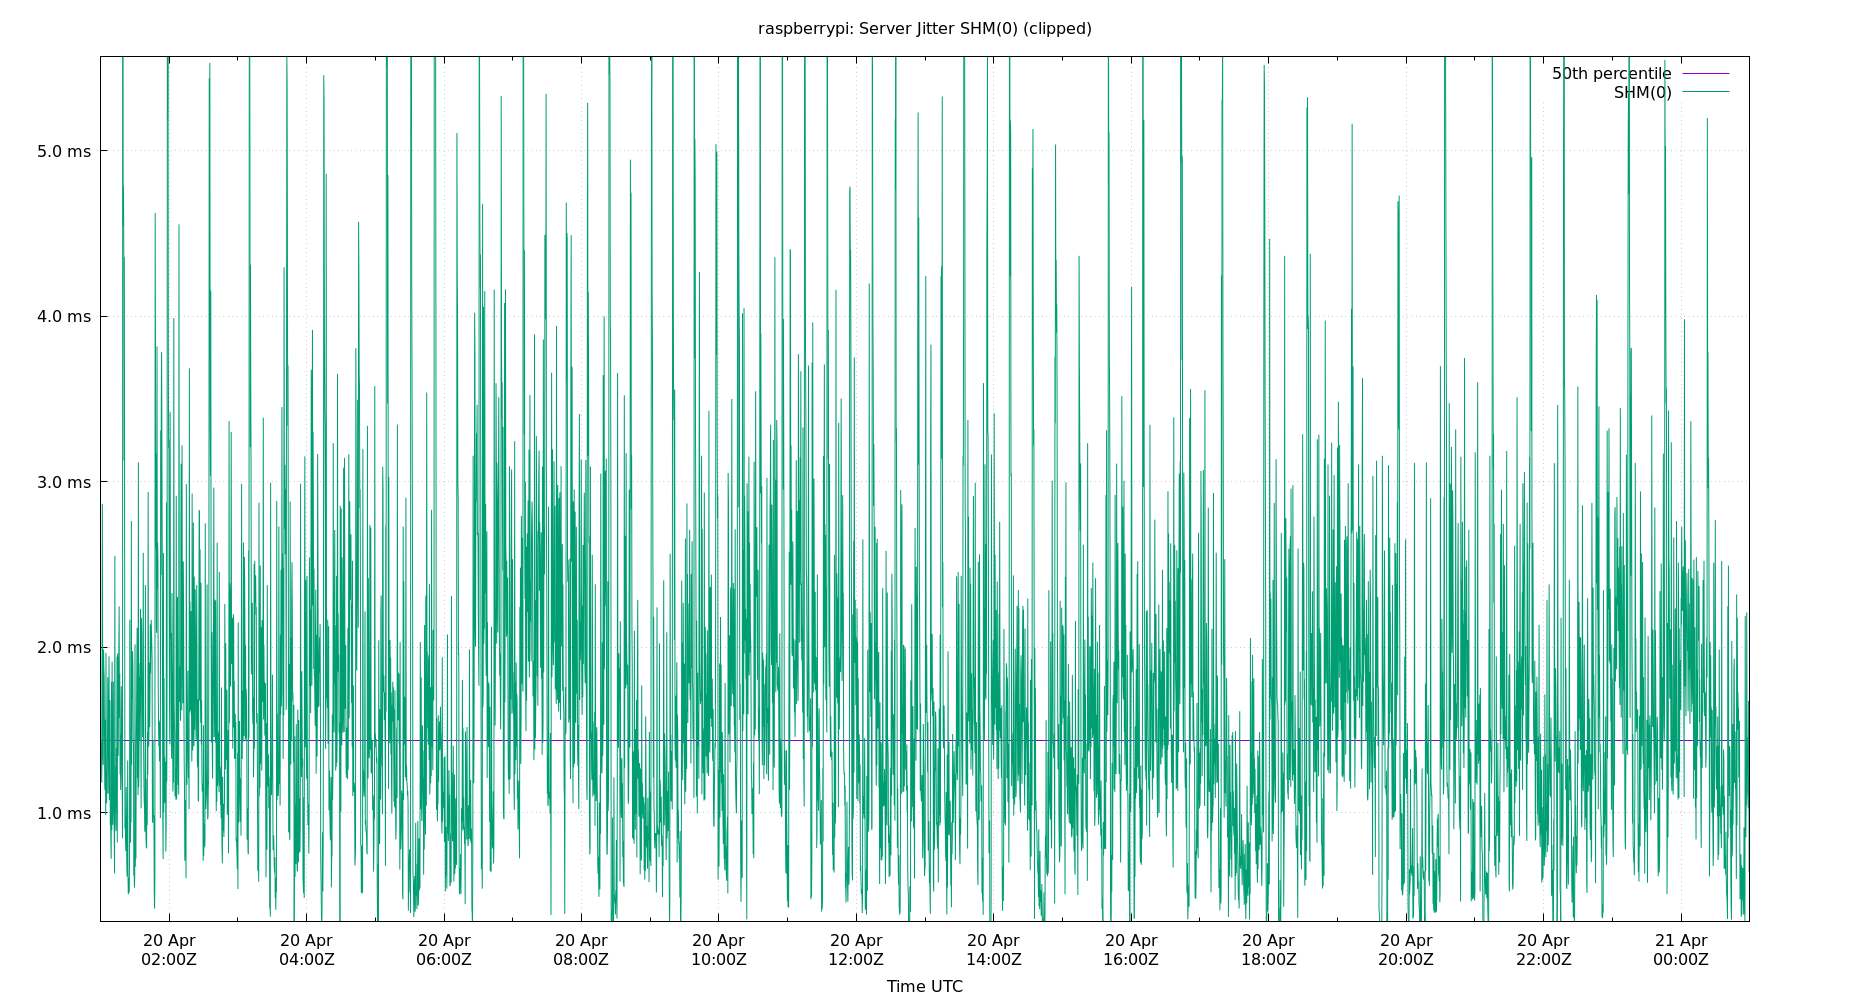 raspberrypi: Server Jitter SHM(0) (clipped)
50th percentile
SHM(0)
5.0 ms
4.0 ms
3.0 ms
2.0 ms
1.0 ms
20 Apr 20 Apr 20 Apr 20 Apr 20 Apr 20 Apr 20 Apr 20 Apr 20 Apr 20 Apr 20 Apr 21 Apr
02:00Z 04:00Z 06:00Z 08:00Z 10:00Z 12:00Z 14:00Z 16:00Z 18:00Z 20:00Z 22:00Z 00:00Z
Time UTC